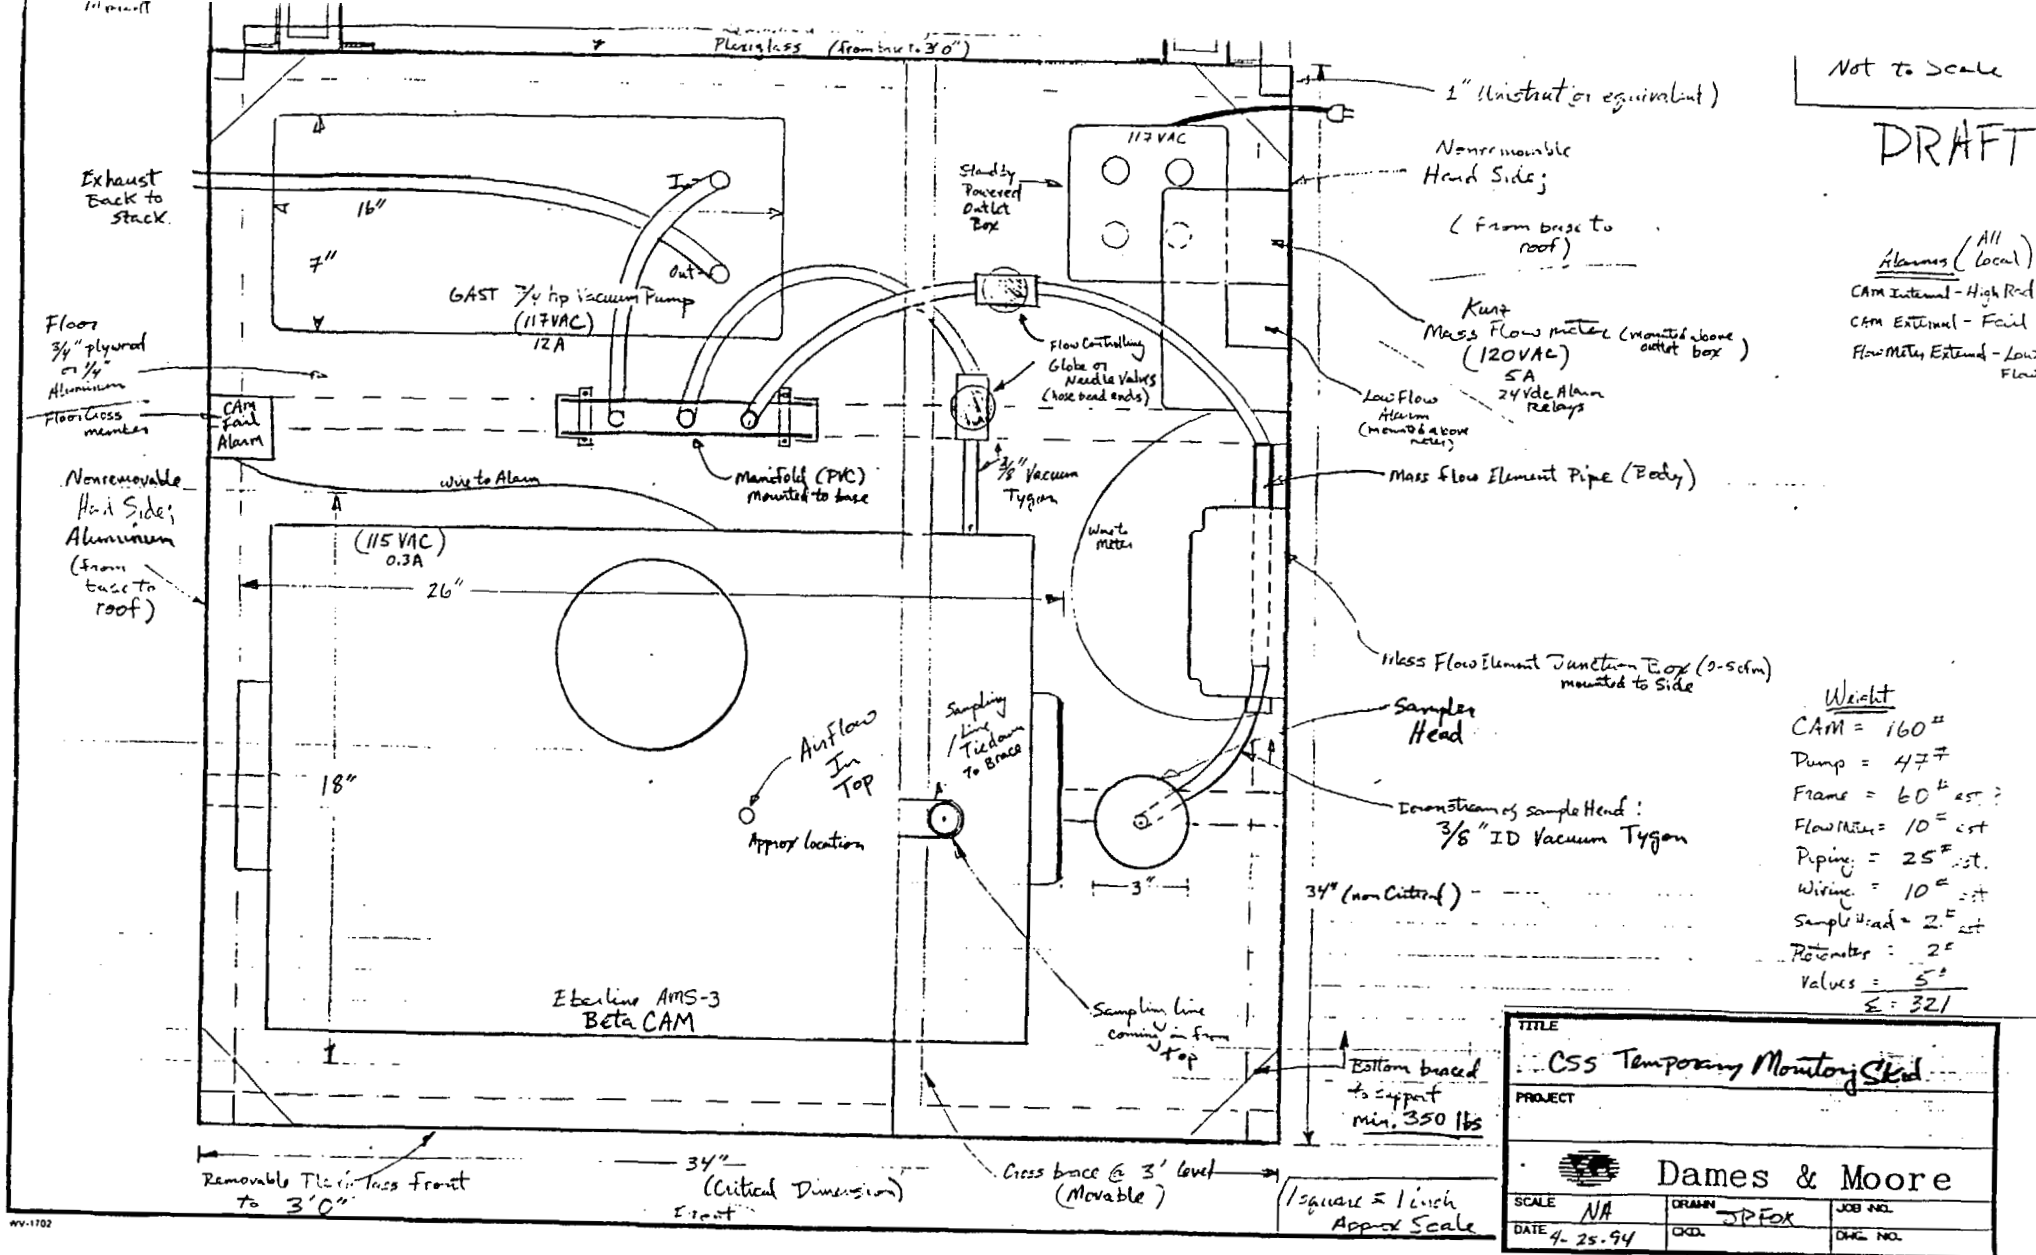 Plexiglass (from base to 3'0")
Not to Scale
DRAFT
1" Unistrut (or equivalent)
117 VAC
Nonremovable
Hard Side;
(From base to
roof)
Standby
Powered
Outlet
Box
Exhaust
Back to
stack.
In
16"
7"
Out
GAST 3/4 hp Vacuum Pump
(117VAC)
12 A
Alarms (All Local)
CAM Internal - High Rad
CAM External - Fail
Flow Meter External - Low
Flow
Kurz
Mass Flow meter (mounted above
outlet box)
(120VAC)
5A
24 Vdc Alarm
Relays
Floor
3/4" plywood
or 1/4"
Aluminum
Floor Cross
member
CAM
Fail
Alarm
Flow Controlling
Globe or
Needle Valves
(hose bead ends)
Low Flow
Alarm
(mounted above
meter)
Nonremovable
Hard Side;
Aluminum
(from
base to
roof)
wire to Alarm
Manifold (PVC)
mounted to base
3/8" Vacuum
Tygon
Mass flow Element Pipe (Body)
Wire to
Meter
(115 VAC)
0.3A
26"
Mass Flow Element Junction Box (0-5 cfm)
mounted to Side
Sampler
Head
Sampling
Line
Tiedown
To Brace
Air Flow
In
Top
18"
Approx location
Downstream of Sample Head:
3/8" ID Vacuum Tygon
3"
34" (non Critical)
Weight
CAM = 160#
Pump = 47#
Frame = 60# est ?
Flow Meter = 10# est
Piping = 25# est.
Wiring = 10# est
Sample Head = 2# est
Rotometer = 2#
Valves = 5#
Σ = 321
Eberline AMS-3
Beta CAM
Sampling line
coming in from
top
Bottom braced
to support
min. 350 lbs
Removable Plexiglass front
to 3'0"
34"
(Critical Dimension)
Front
Cross brace @ 3' level
(Movable)
1 square = 1 inch
Approx Scale
TITLE
CSS Temporary Monitoring Skid
PROJECT
Dames & Moore
SCALE NA
DRAWN JP FOX
JOB NO.
DATE 4-25-94
CKD.
DWG. NO.
WV-1702